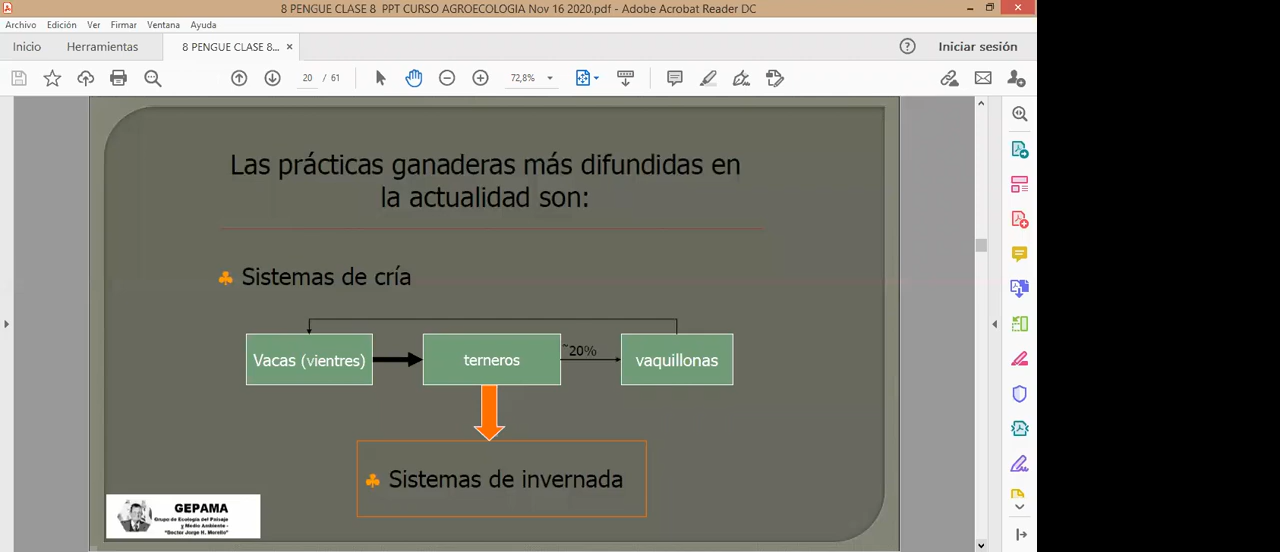 8 PENGUE CLASE 8 PPT CURSO AGROECOLOGIA Nov 16 2020.pdf - Adobe Acrobat Reader DC
Archivo Edición Ver Firmar Ventana Ayuda
Inicio Herramientas 8 PENGUE CLASE 8... × Iniciar sesión
20 / 61 72,8%
Las prácticas ganaderas más difundidas en
la actualidad son:
Sistemas de cría
Vacas (vientres) terneros ~20% vaquillonas
Sistemas de invernada
GEPAMA
Grupo de Ecología del Paisaje
y Medio Ambiente -
"Doctor Jorge H. Morello"